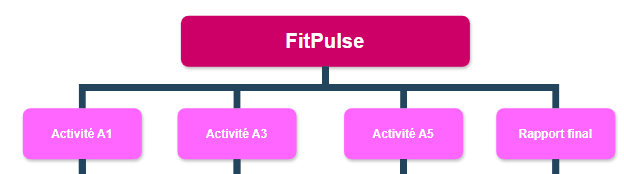 FitPulse
Activité A1
Activité A3
Activité A5
Rapport final